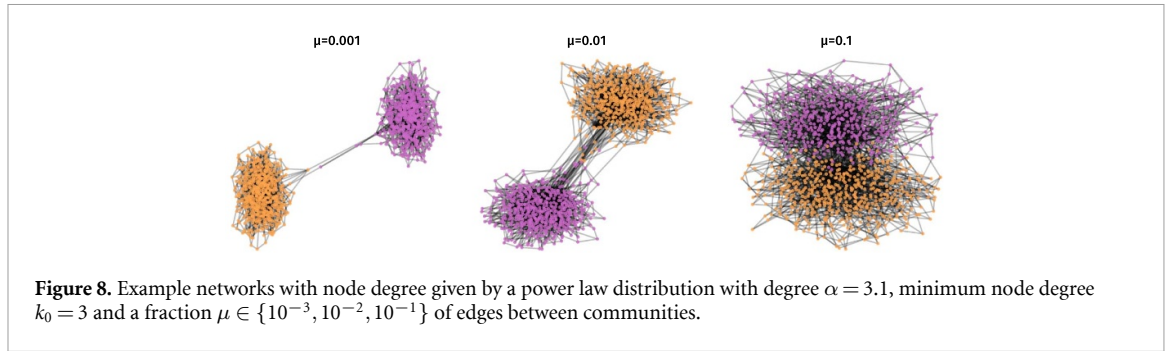 μ=0.001 μ=0.01 μ=0.1
Figure 8. Example networks with node degree given by a power law distribution with degree α = 3.1, minimum node degree
k₀ = 3 and a fraction μ ∈ {10⁻³, 10⁻², 10⁻¹} of edges between communities.